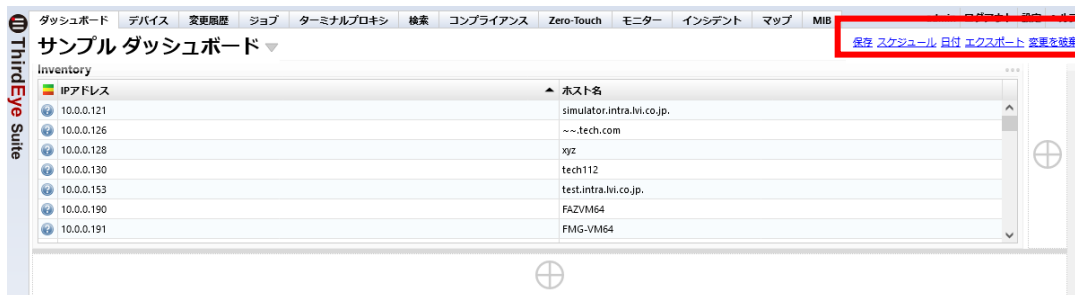 ThirdEye Suite
ダッシュボード デバイス 変更履歴 ジョブ ターミナルプロキシ 検索 コンプライアンス Zero-Touch モニター インシデント マップ MIB
サンプル ダッシュボード
保存 スケジュール 日付 エクスポート 変更を破棄
Inventory
IPアドレス ホスト名
10.0.0.121 simulator.intra.lvi.co.jp.
10.0.0.126 ~~.tech.com
10.0.0.128 xyz
10.0.0.130 tech112
10.0.0.153 test.intra.lvi.co.jp.
10.0.0.190 FAZVM64
10.0.0.191 FMG-VM64